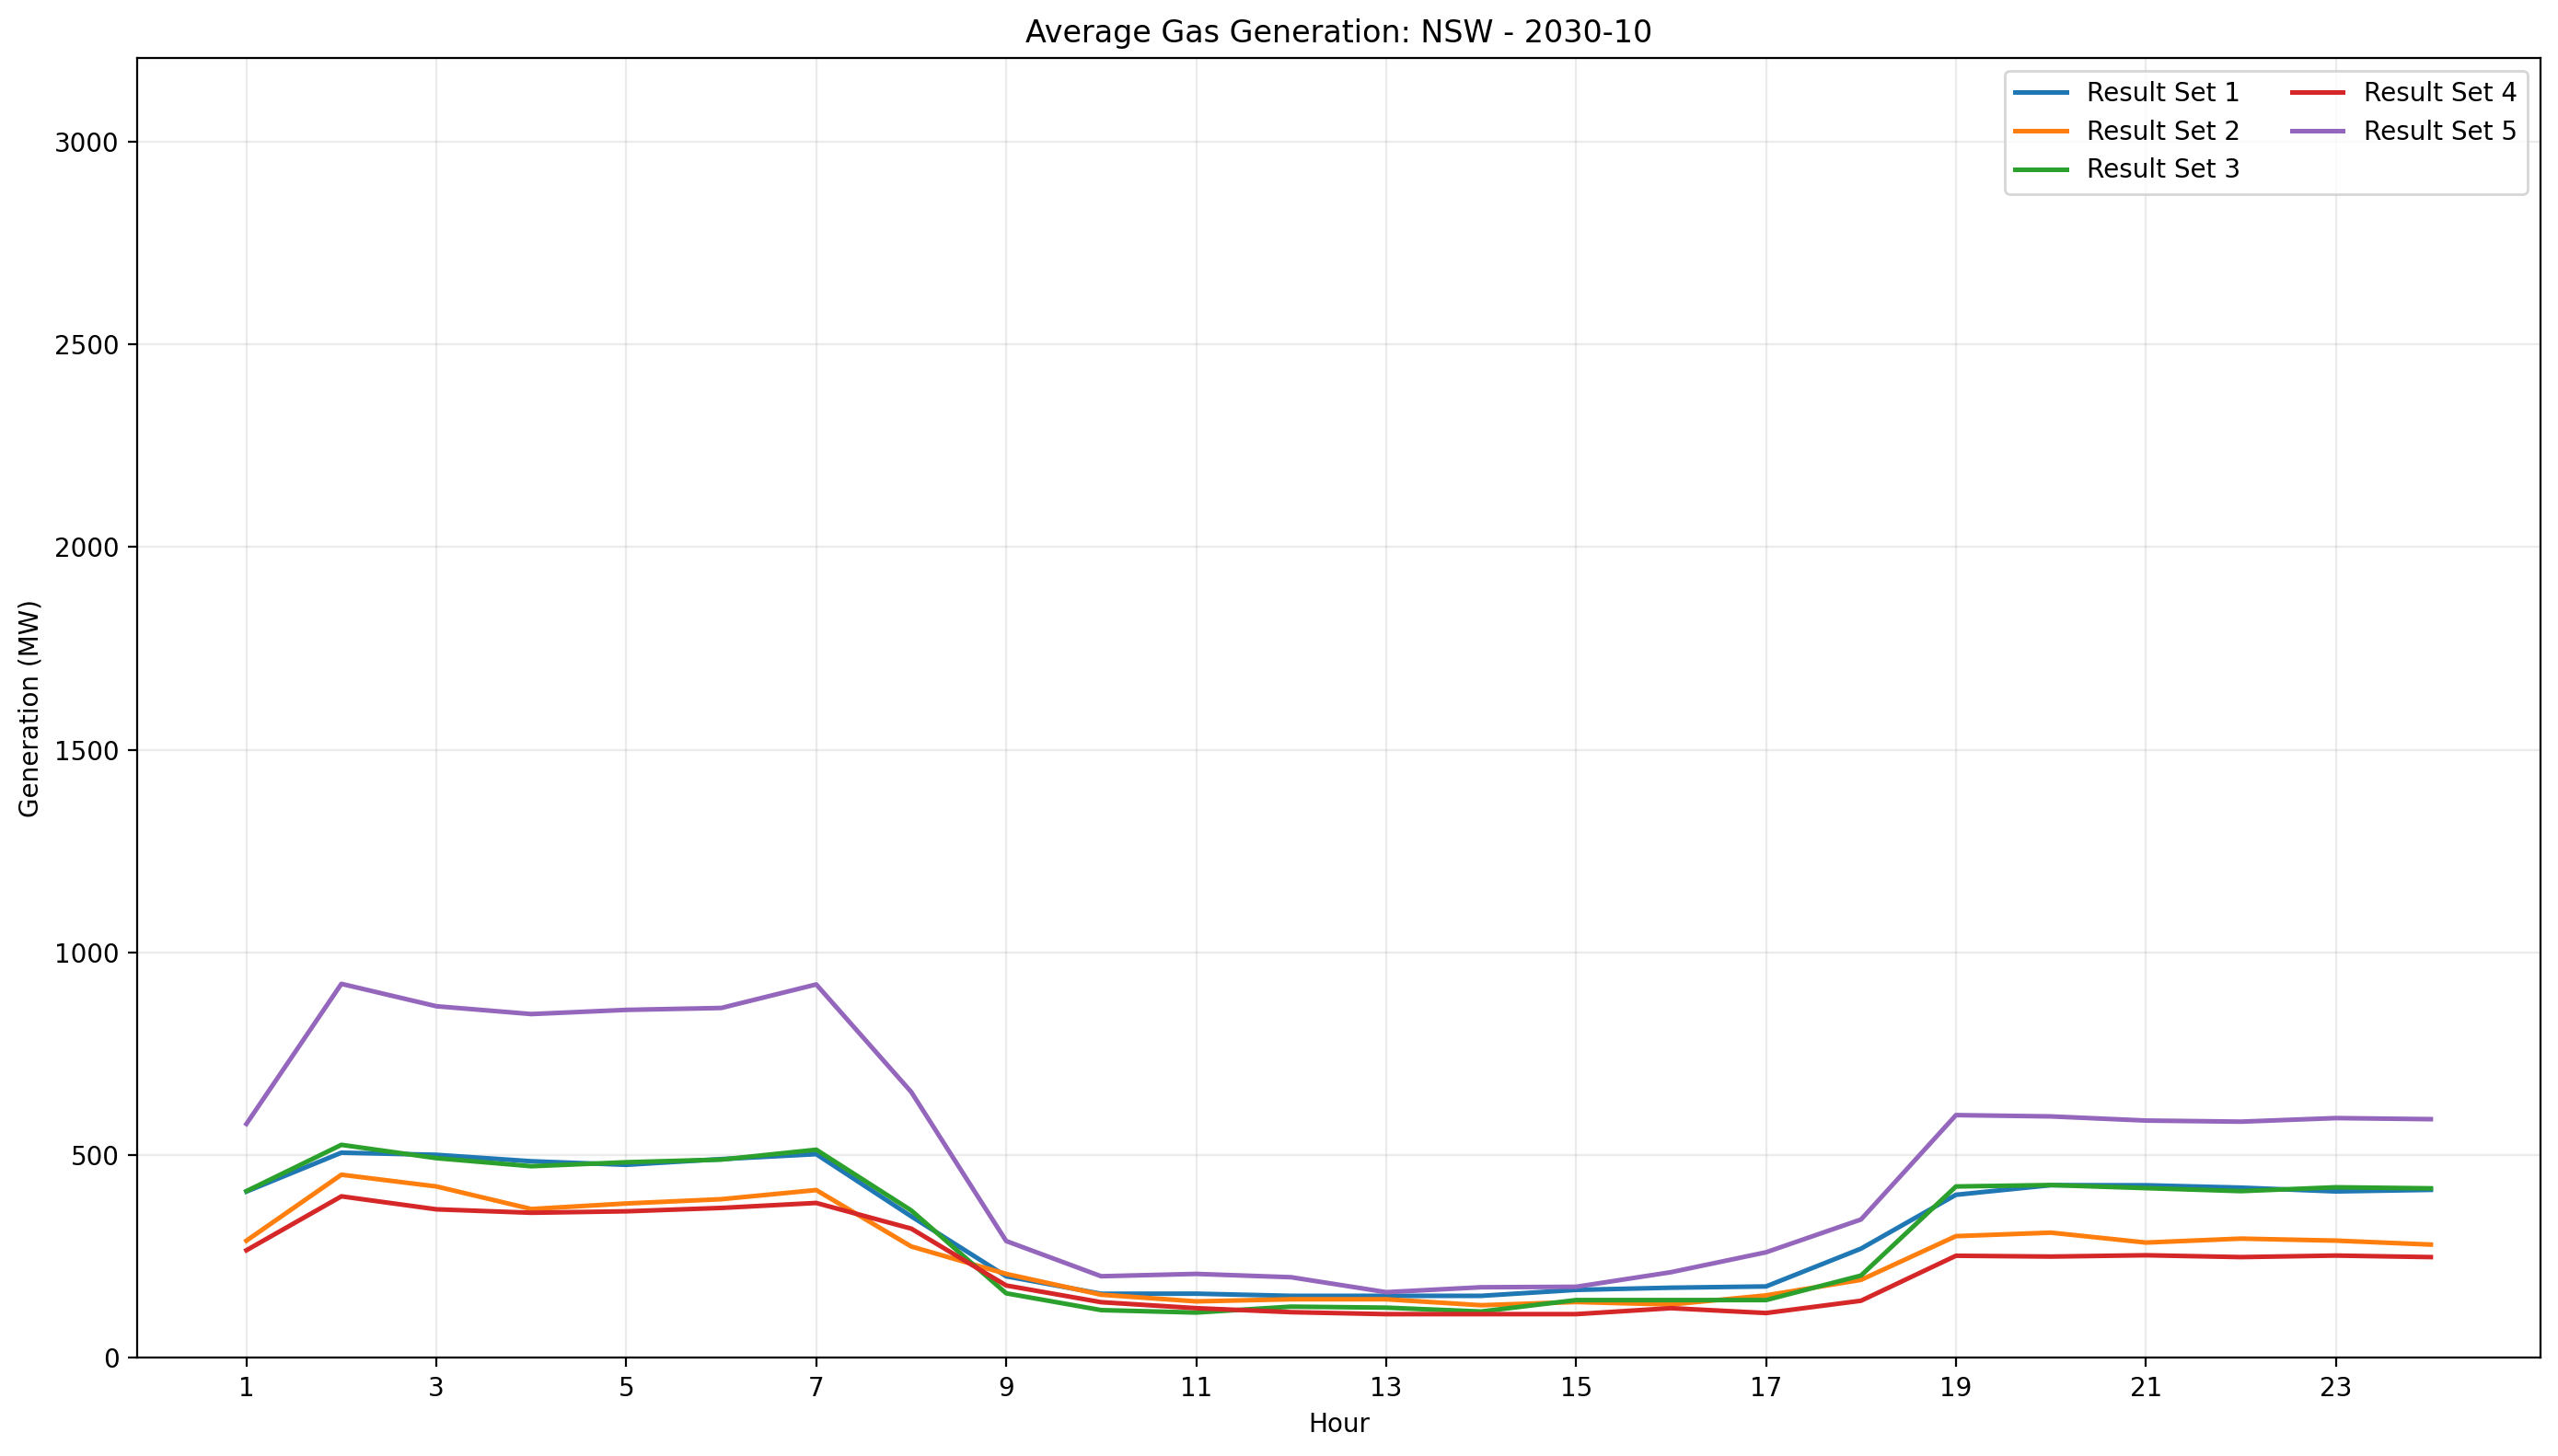 Average Gas Generation: NSW - 2030-10
Result Set 1
Result Set 2
Result Set 3
Result Set 4
Result Set 5
Generation (MW)
3000
2500
2000
1500
1000
500
0
1 3 5 7 9 11 13 15 17 19 21 23
Hour